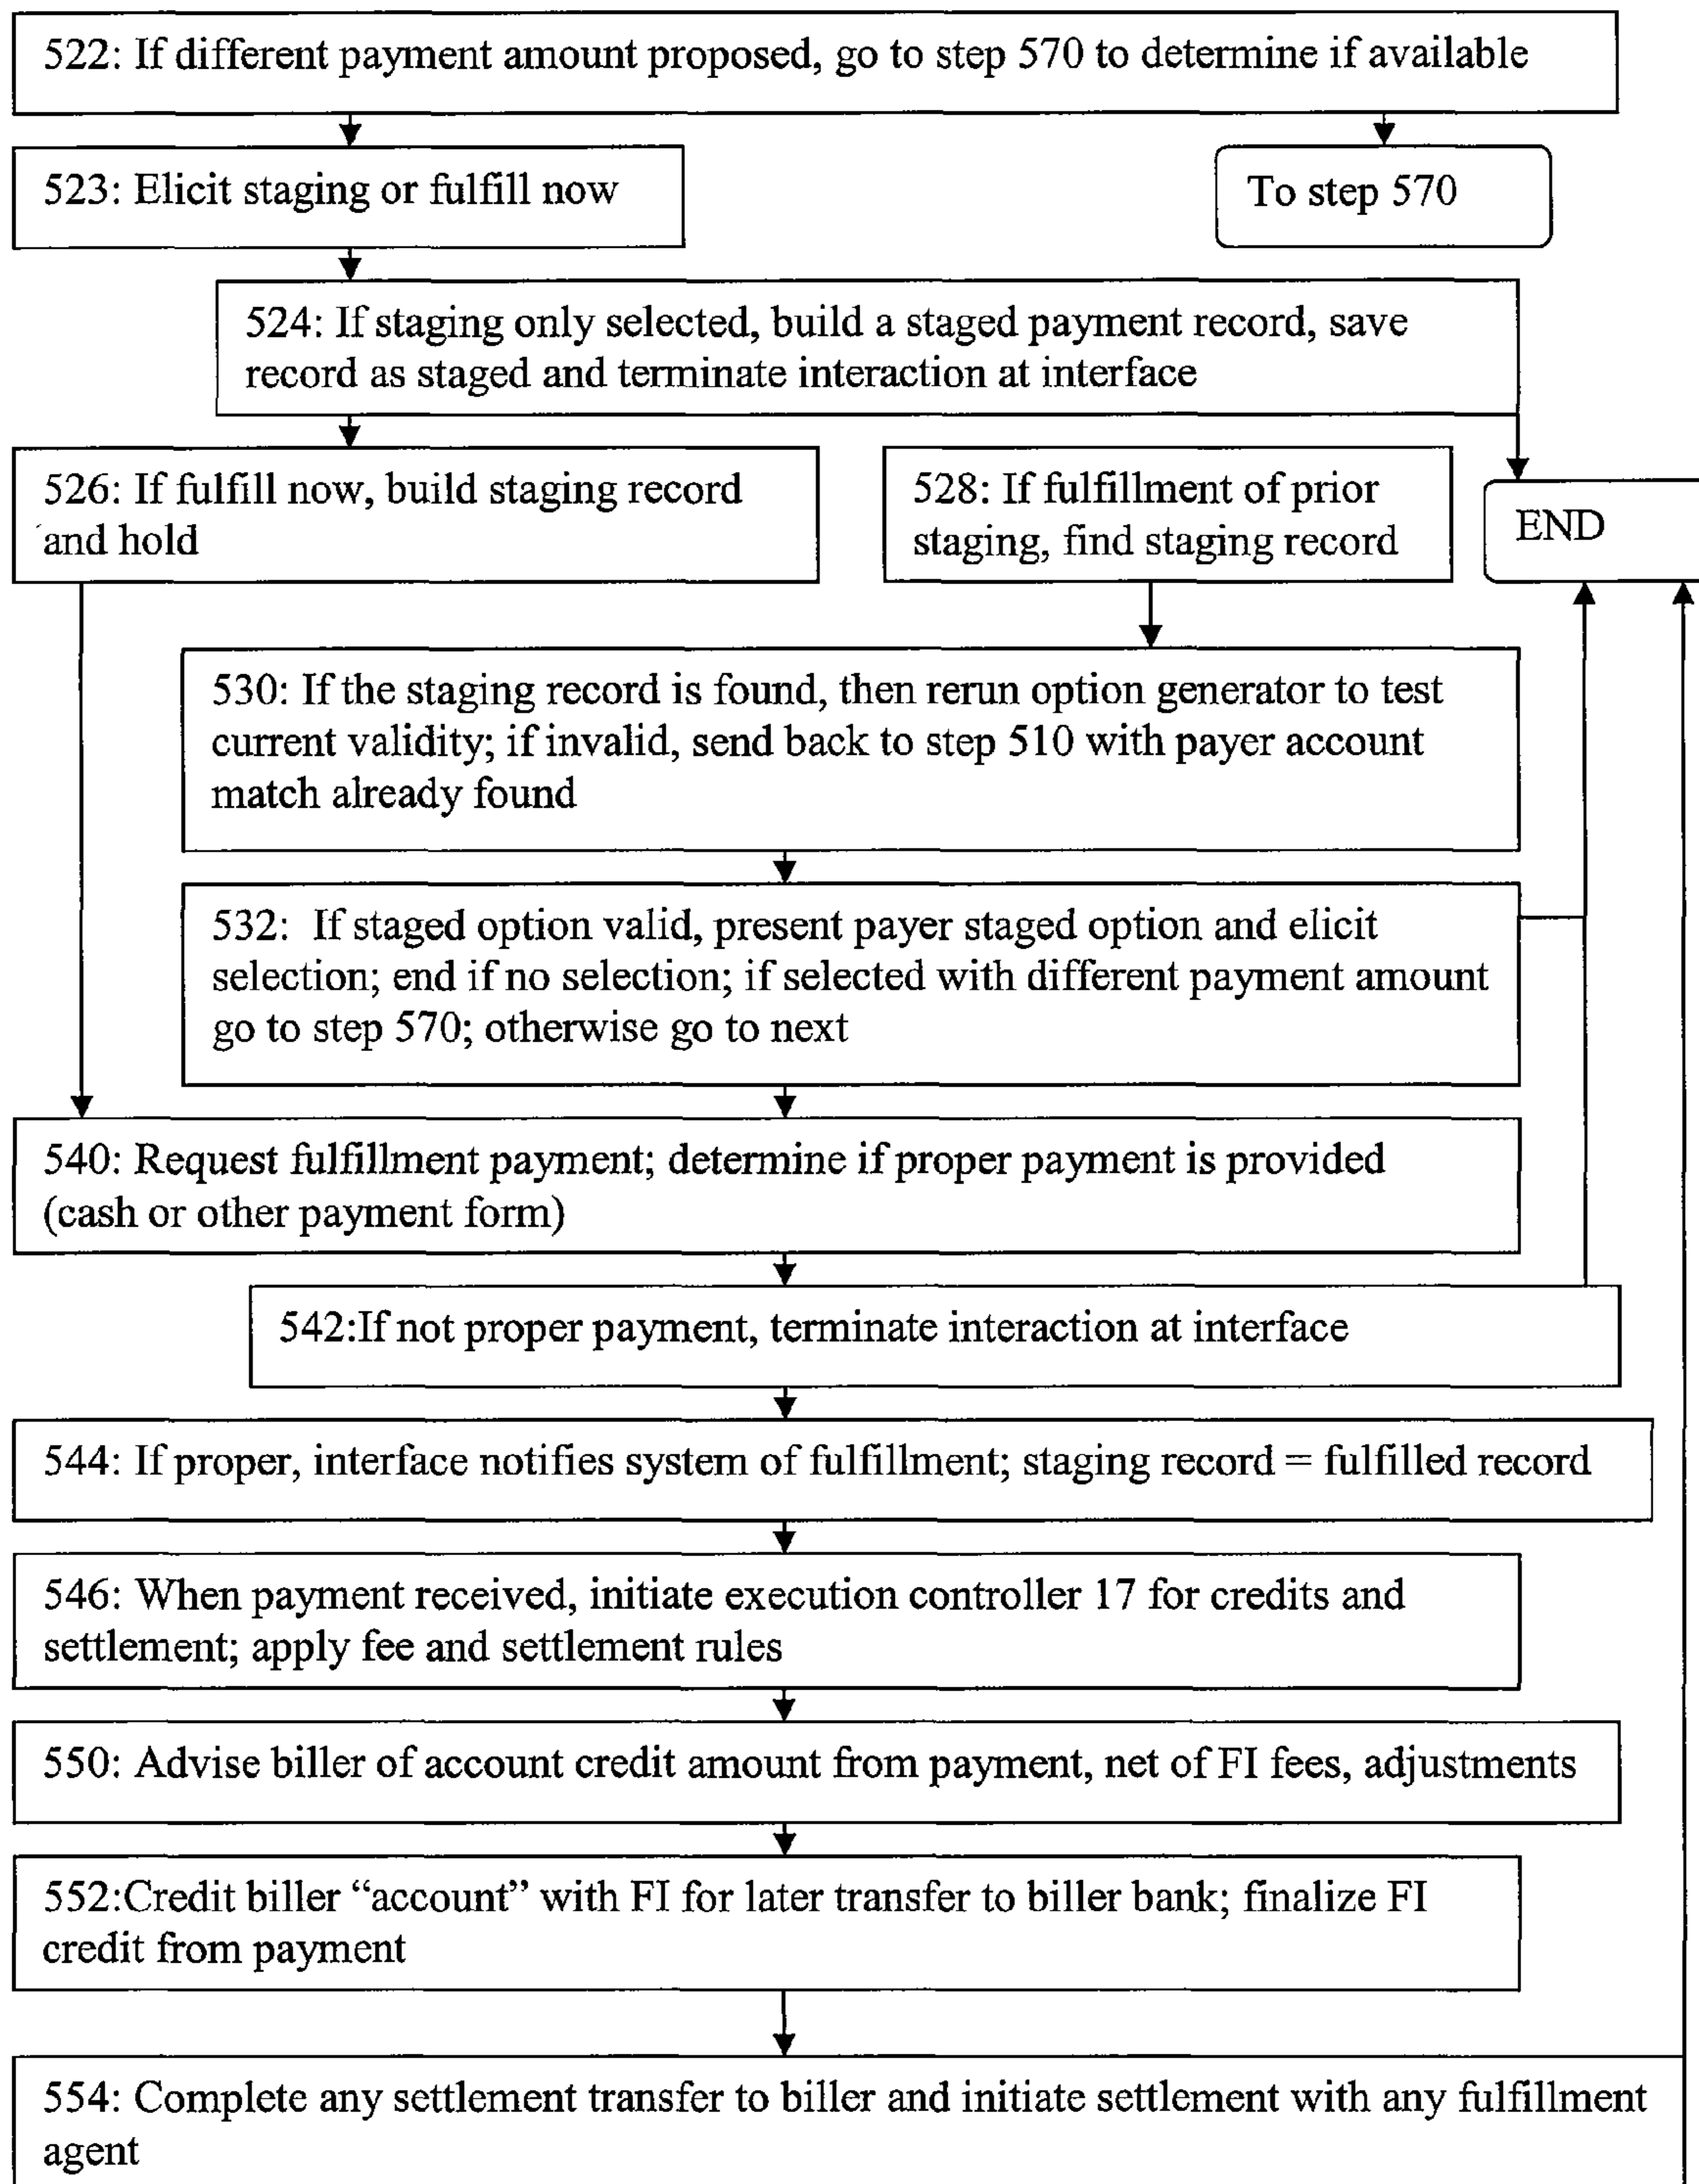 522: If different payment amount proposed, go to step 570 to determine if available
523: Elicit staging or fulfill now
To step 570
524: If staging only selected, build a staged payment record, save
record as staged and terminate interaction at interface
526: If fulfill now, build staging record
and hold
528: If fulfillment of prior
staging, find staging record
END
530: If the staging record is found, then rerun option generator to test
current validity; if invalid, send back to step 510 with payer account
match already found
532: If staged option valid, present payer staged option and elicit
selection; end if no selection; if selected with different payment amount
go to step 570; otherwise go to next
540: Request fulfillment payment; determine if proper payment is provided
(cash or other payment form)
542:If not proper payment, terminate interaction at interface
544: If proper, interface notifies system of fulfillment; staging record = fulfilled record
546: When payment received, initiate execution controller 17 for credits and
settlement; apply fee and settlement rules
550: Advise biller of account credit amount from payment, net of FI fees, adjustments
552:Credit biller “account” with FI for later transfer to biller bank; finalize FI
credit from payment
554: Complete any settlement transfer to biller and initiate settlement with any fulfillment
agent